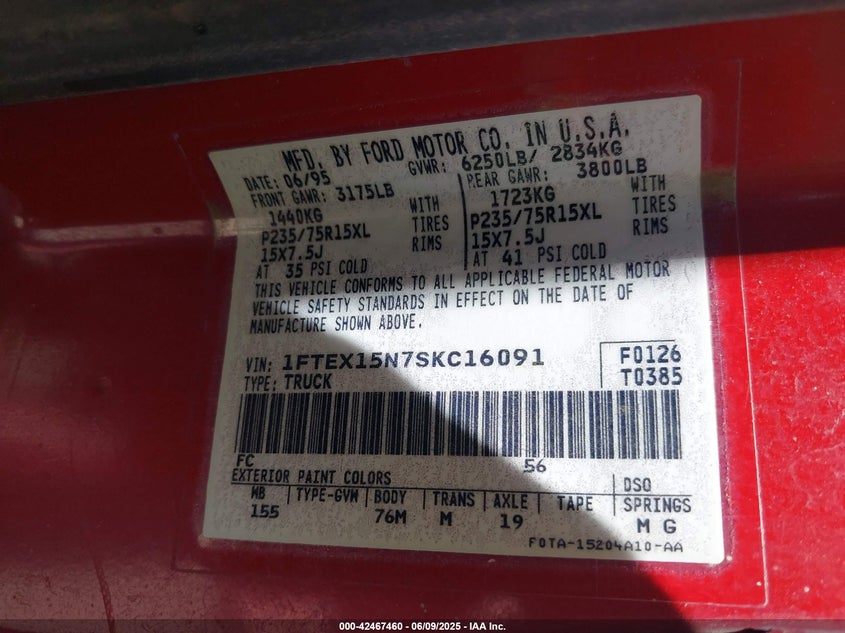 MFD. BY FORD MOTOR CO. IN U.S.A.
DATE: 06/95 GVWR: 6250LB/ 2834KG
FRONT GAWR: 3175LB REAR GAWR: 3800LB
1440KG WITH 1723KG WITH
P235/75R15XL TIRES P235/75R15XL TIRES
15X7.5J RIMS 15X7.5J RIMS
AT 35 PSI COLD AT 41 PSI COLD
THIS VEHICLE CONFORMS TO ALL APPLICABLE FEDERAL MOTOR
VEHICLE SAFETY STANDARDS IN EFFECT ON THE DATE OF
MANUFACTURE SHOWN ABOVE.
VIN: 1FTEX15N7SKC16091 F0126
TYPE: TRUCK T0385
FC 56
EXTERIOR PAINT COLORS DSO
WB TYPE-GVW BODY TRANS AXLE TAPE SPRINGS
155 76M M 19 M G
F0TA-15204A10-AA
000-42467460 - 06/09/2025 - IAA Inc.